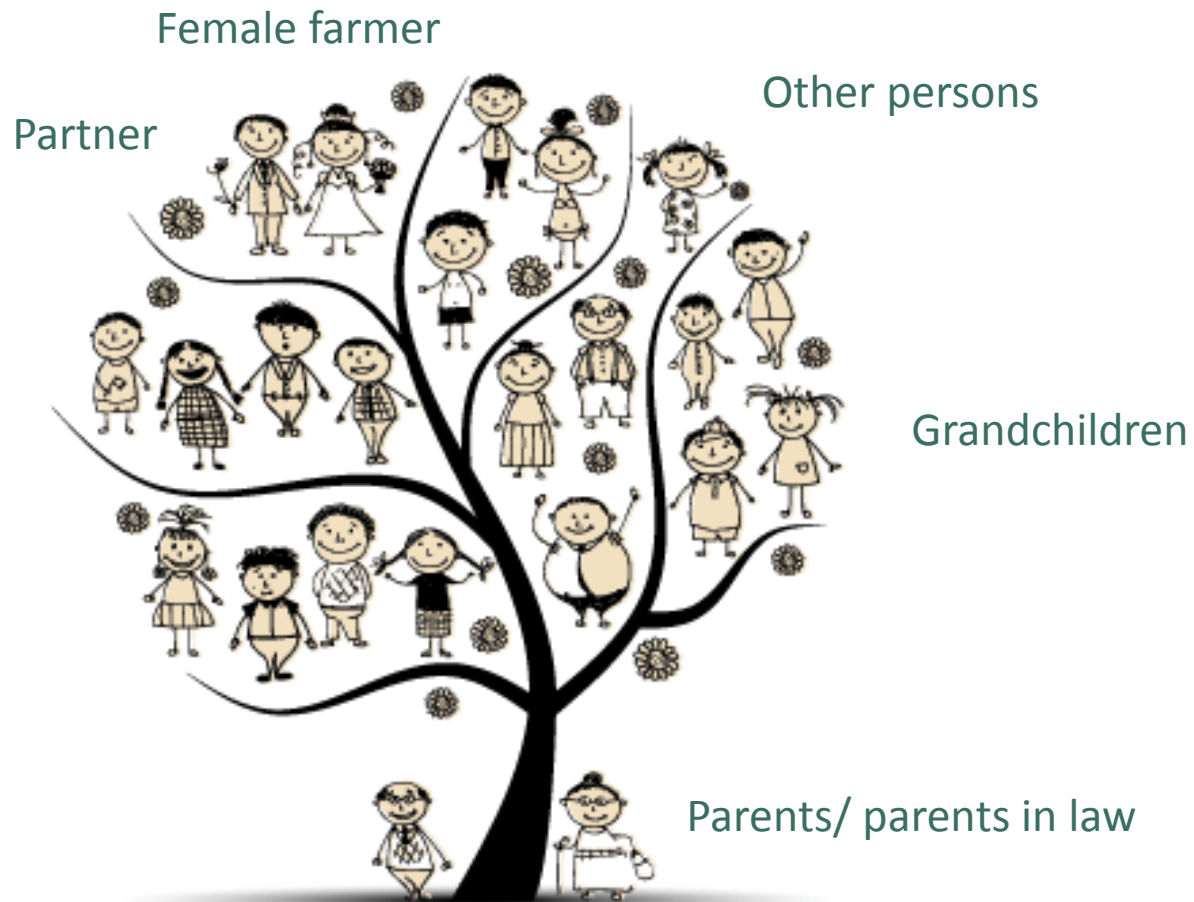 Female farmer
Other persons
Partner
Grandchildren
Parents/ parents in law